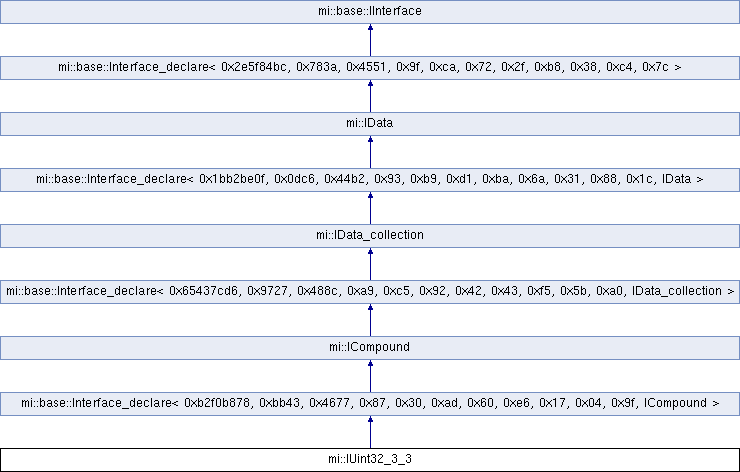 mi::base::IInterface
mi::base::Interface_declare< 0x2e5f84bc, 0x783a, 0x4551, 0x9f, 0xca, 0x72, 0x2f, 0xb8, 0x38, 0xc4, 0x7c >
mi::IData
mi::base::Interface_declare< 0x1bb2be0f, 0x0dc6, 0x44b2, 0x93, 0xb9, 0xd1, 0xba, 0x6a, 0x31, 0x88, 0x1c, IData >
mi::IData_collection
mi::base::Interface_declare< 0x65437cd6, 0x9727, 0x488c, 0xa9, 0xc5, 0x92, 0x42, 0x43, 0xf5, 0x5b, 0xa0, IData_collection >
mi::ICompound
mi::base::Interface_declare< 0xb2f0b878, 0xbb43, 0x4677, 0x87, 0x30, 0xad, 0x60, 0xe6, 0x17, 0x04, 0x9f, ICompound >
mi::IUint32_3_3